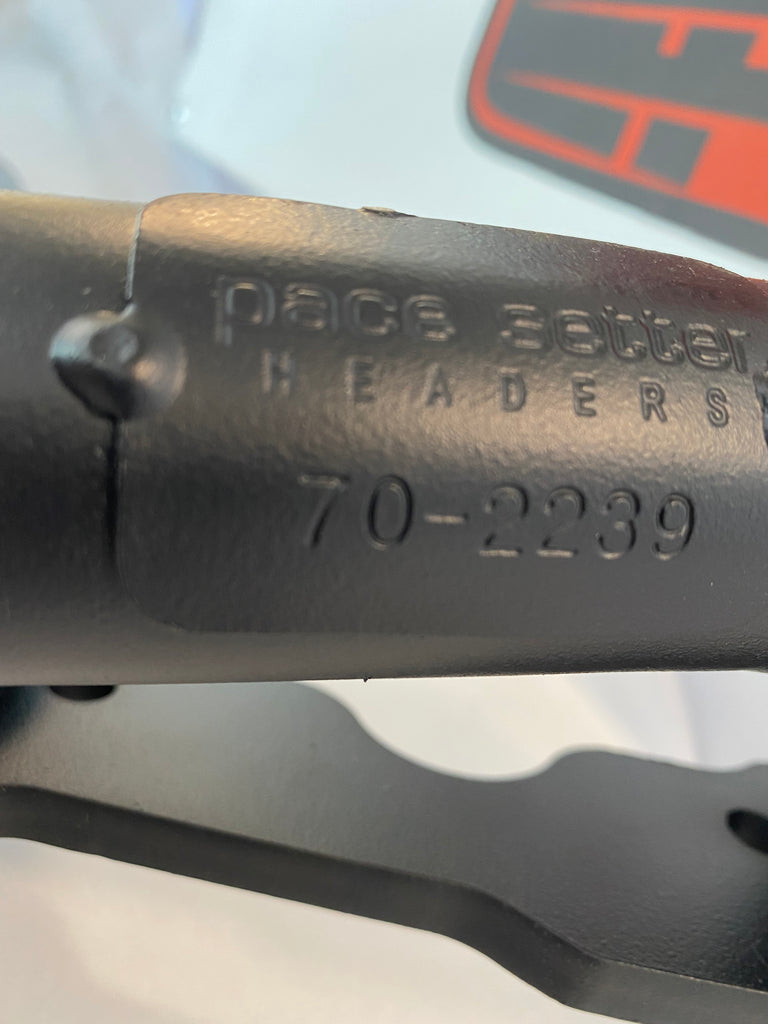 pace setter
HEADERS
70-2239